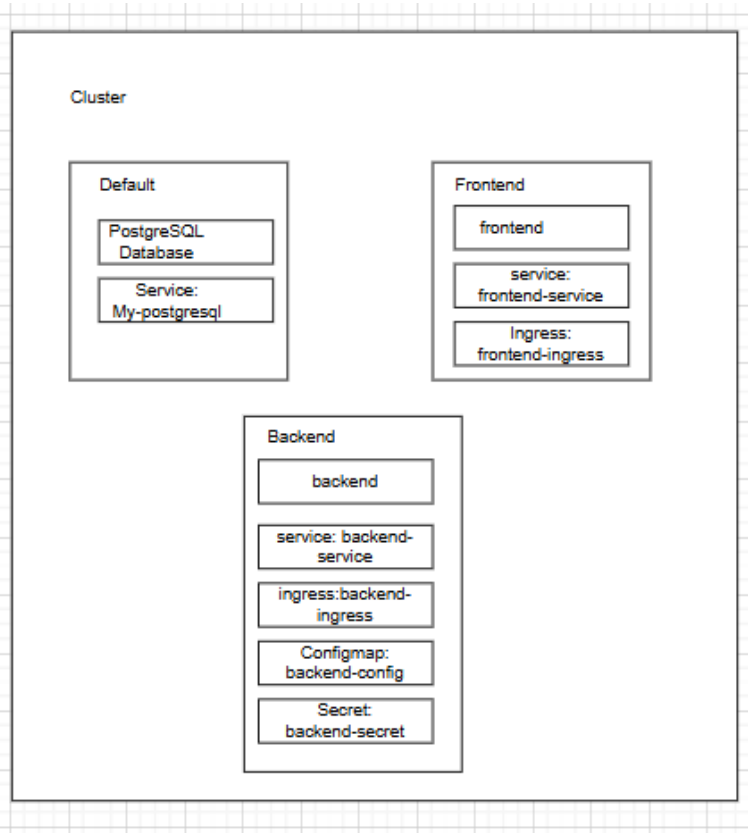 Cluster
Default
PostgreSQL
Database
Service:
My-postgresql
Frontend
frontend
service:
frontend-service
Ingress:
frontend-ingress
Backend
backend
service: backend-
service
ingress:backend-
ingress
Configmap:
backend-config
Secret:
backend-secret